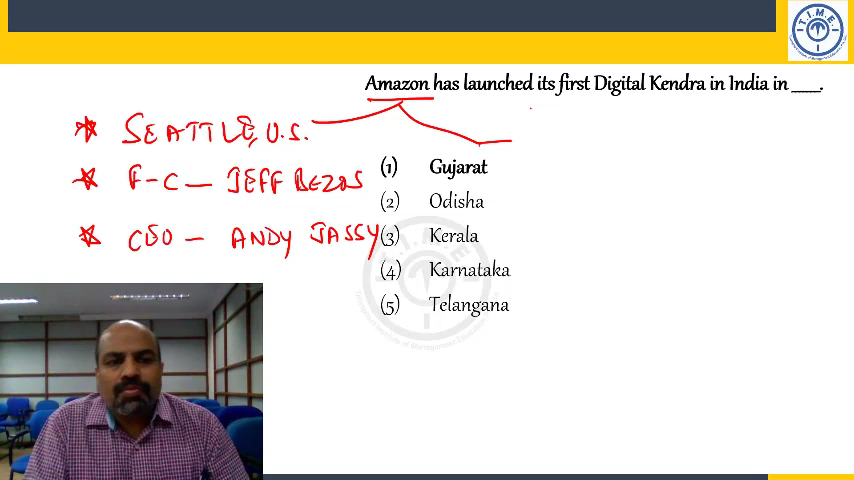 T.I.M.E.
Amazon has launched its first Digital Kendra in India in ____.
* SEATTLE, U.S.
* F-C — JEFF BEZOS
* CEO — ANDY JASSY
(1) Gujarat
(2) Odisha
(3) Kerala
(4) Karnataka
(5) Telangana